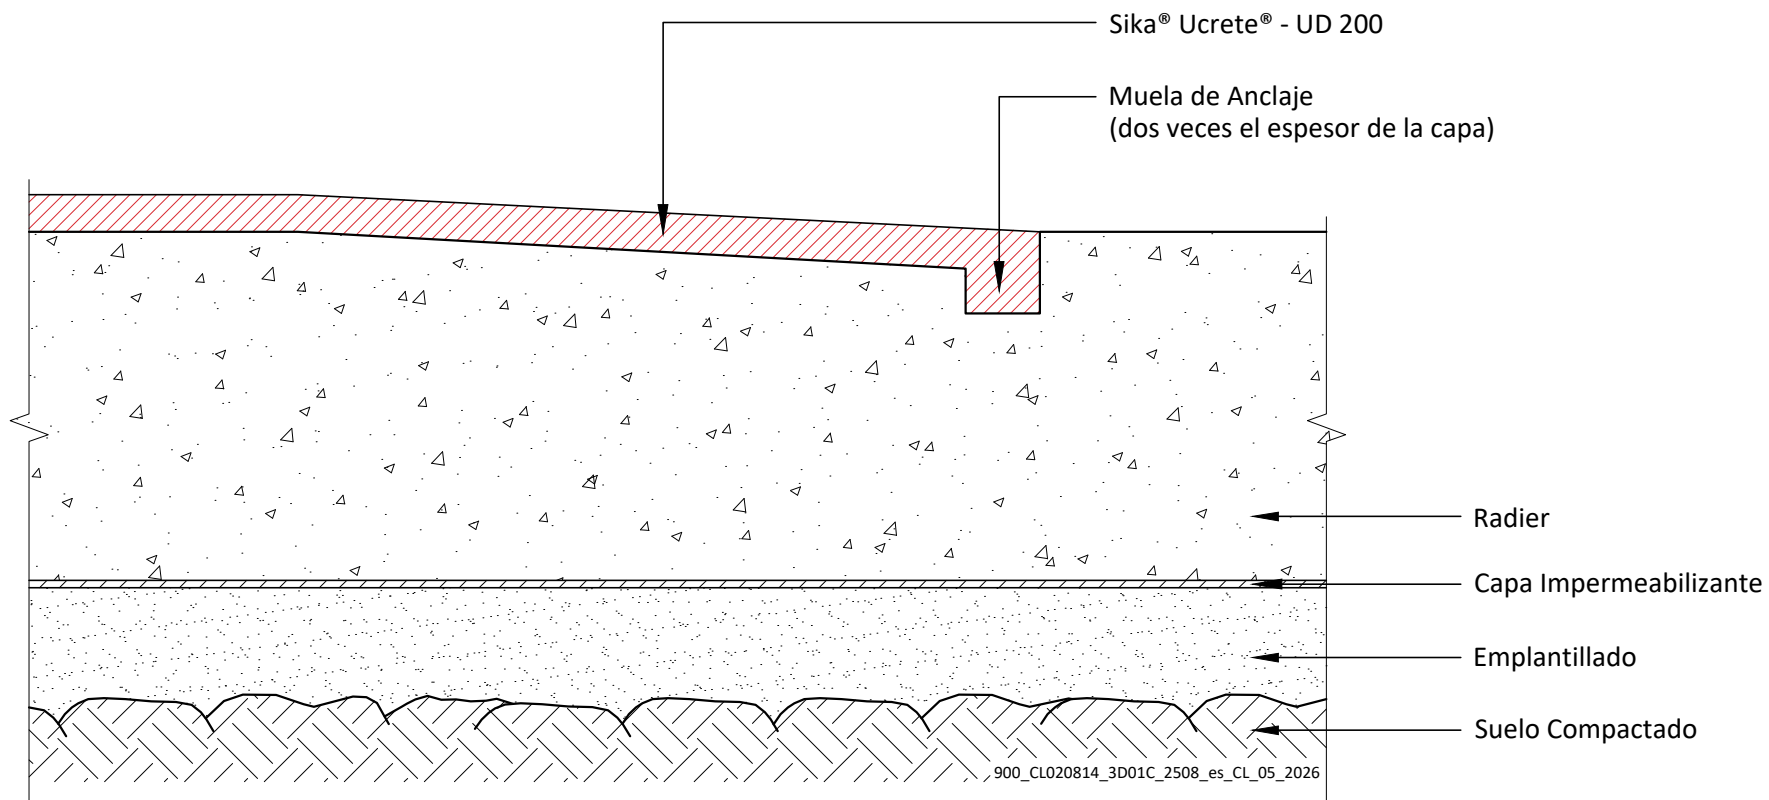 Sika® Ucrete® - UD 200
Muela de Anclaje
(dos veces el espesor de la capa)
Radier
Capa Impermeabilizante
Emplantillado
Suelo Compactado
900_CL020814_3D01C_2508_es_CL_05_2026